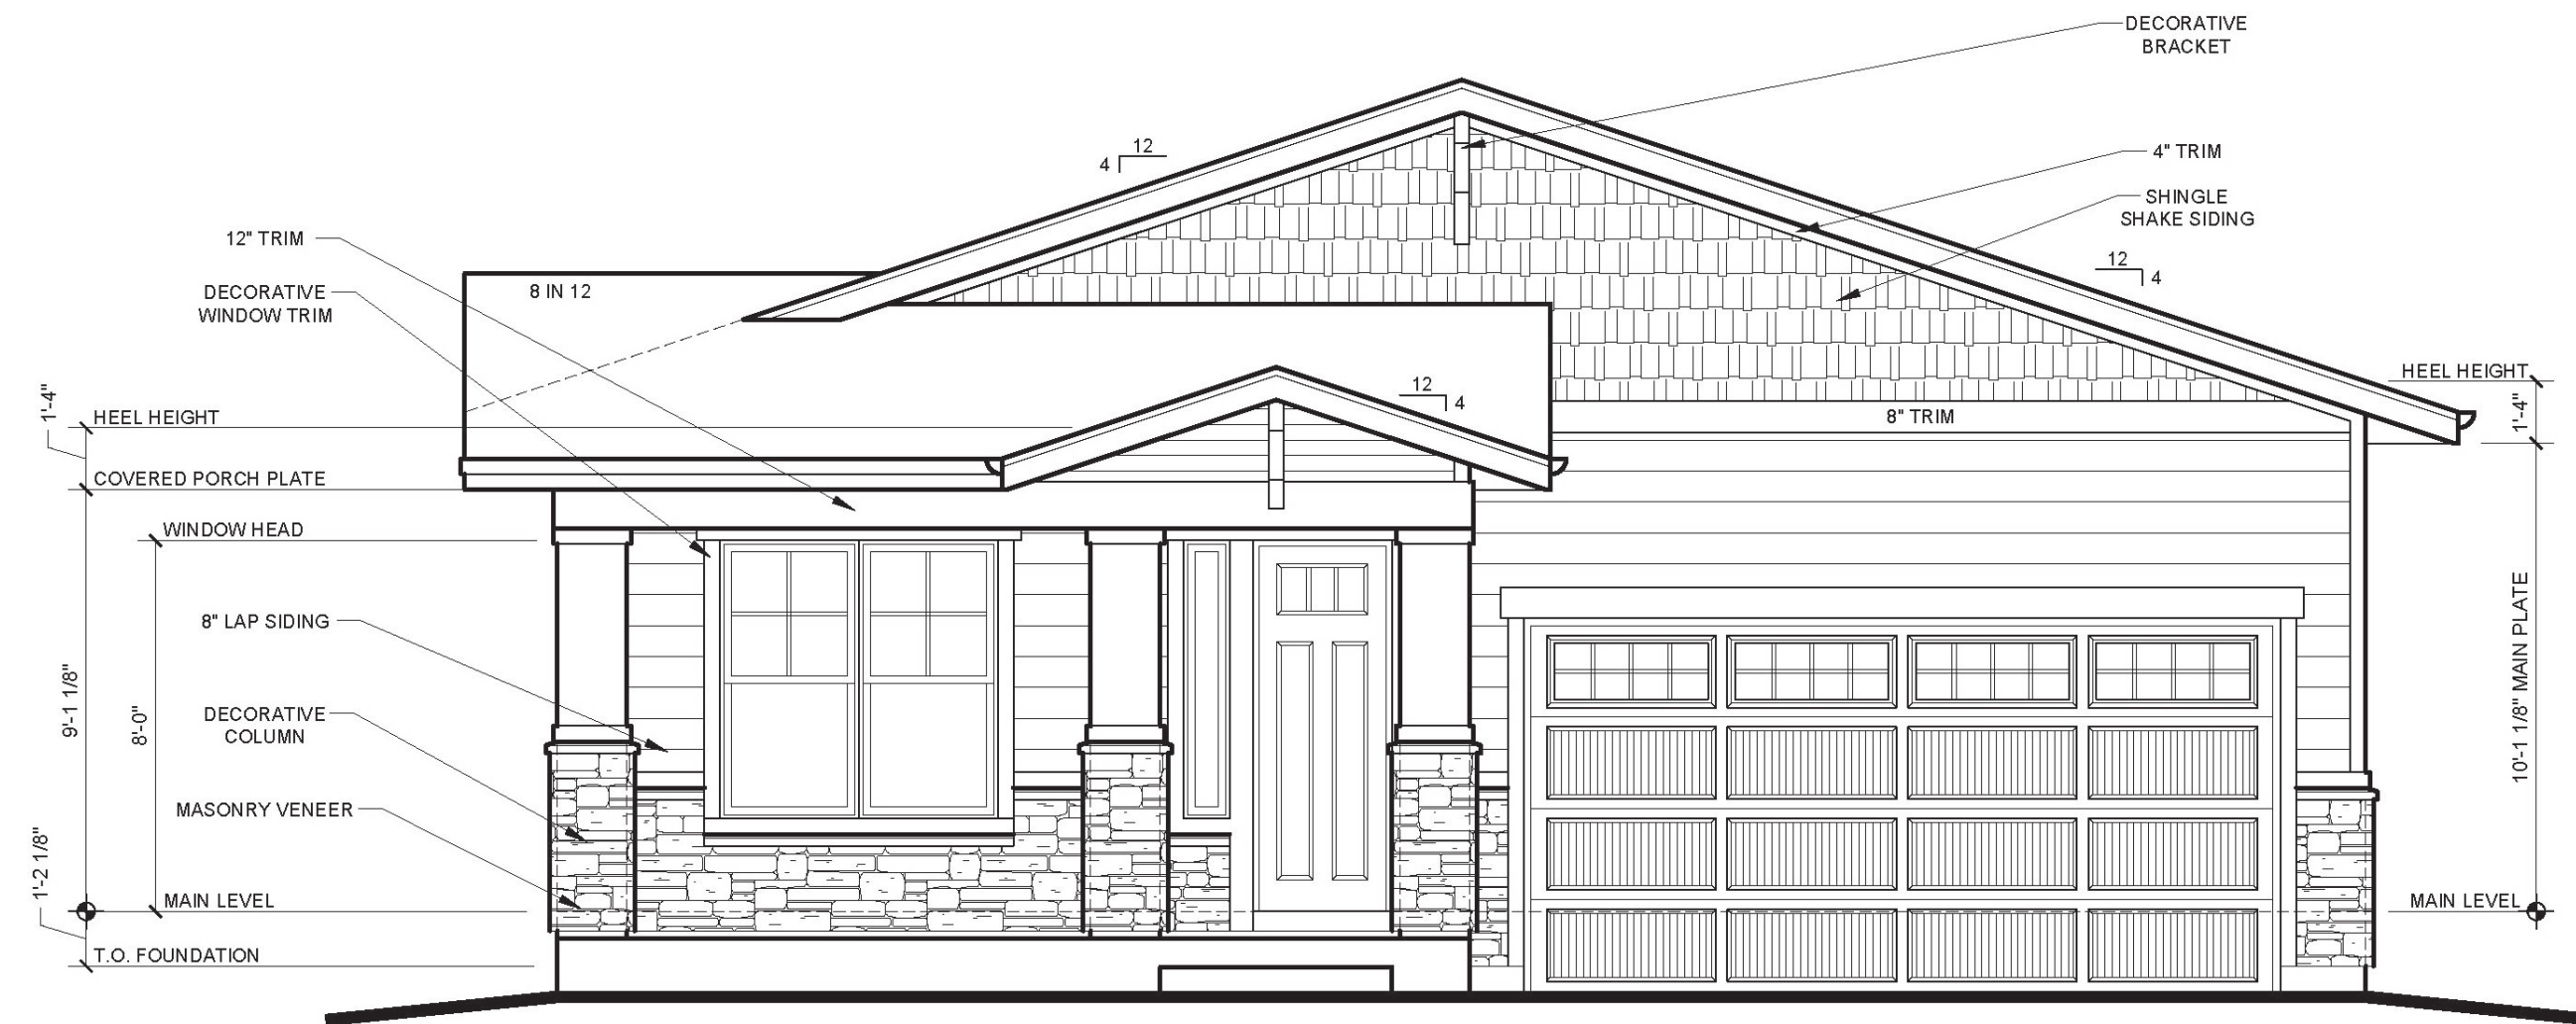 DECORATIVE
BRACKET
12
4
4" TRIM
SHINGLE
SHAKE SIDING
12" TRIM
12
4
8 IN 12
DECORATIVE
WINDOW TRIM
HEEL HEIGHT
12
4
1'-4"
HEEL HEIGHT
1'-4"
8" TRIM
COVERED PORCH PLATE
WINDOW HEAD
8" LAP SIDING
9'-1 1/8"
8'-0"
10'-1 1/8" MAIN PLATE
DECORATIVE
COLUMN
MASONRY VENEER
1'-2 1/8"
MAIN LEVEL
MAIN LEVEL
T.O. FOUNDATION